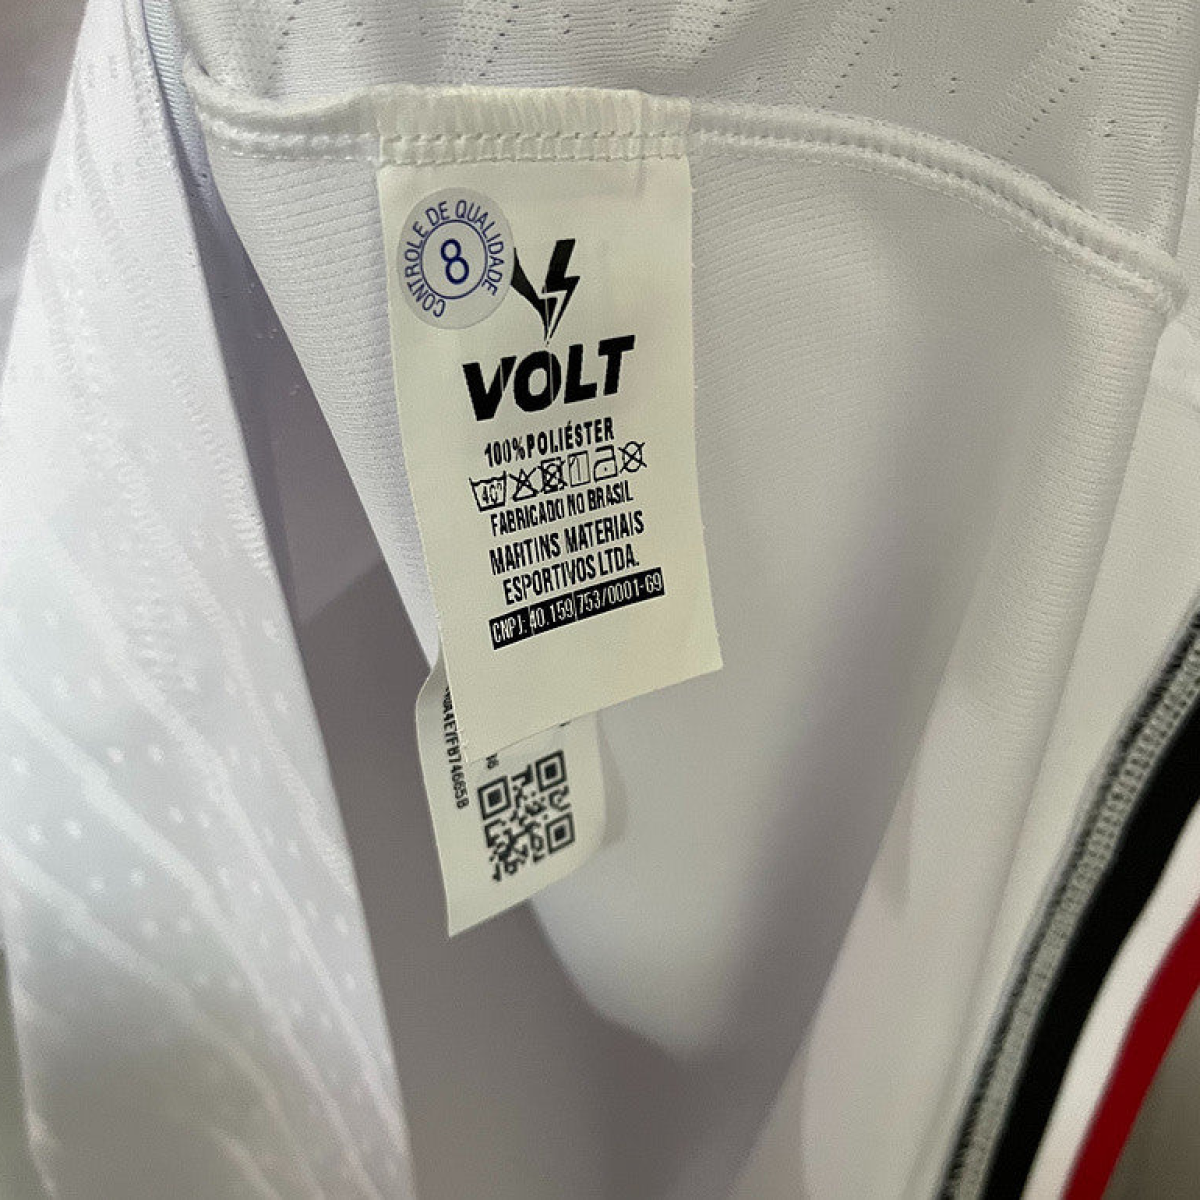 CONTROLE DE QUALIDADE
8
VOLT
100% POLIÉSTER
40°
FABRICADO NO BRASIL
MARTINS MATERIAIS
ESPORTIVOS LTDA.
CNPJ: 40.159.753/0001-69